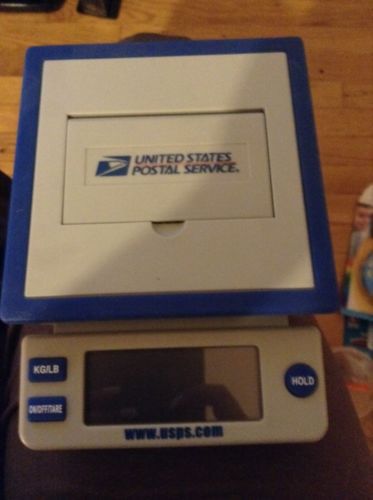 UNITED STATES
POSTAL SERVICE®
KG/LB
ON/OFF/TARE
HOLD
www.usps.com